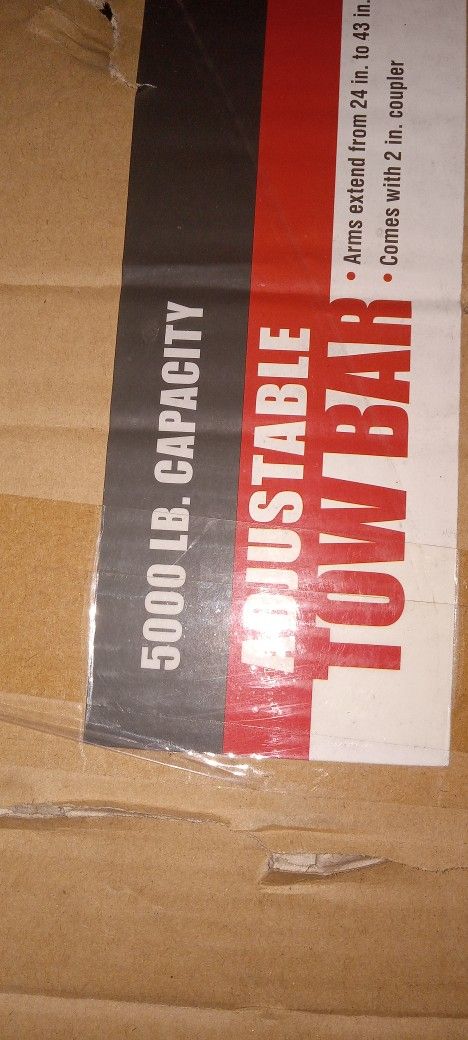 5000 LB. CAPACITY
ADJUSTABLE
TOW BAR
• Arms extend from 24 in. to 43 in.
• Comes with 2 in. coupler